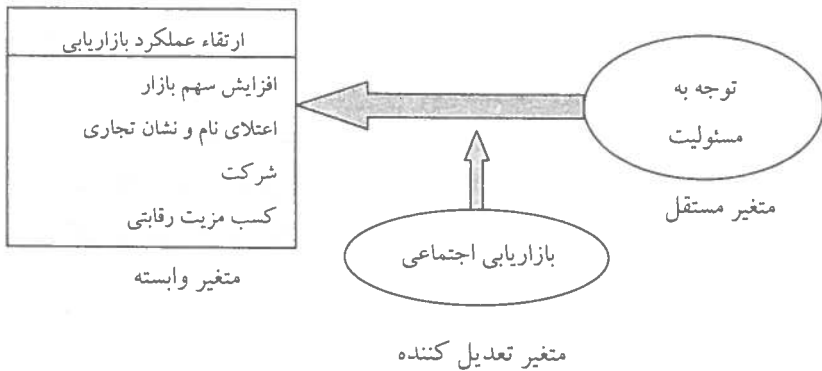 ارتقاء عملکرد بازاریابی
افزایش سهم بازار
اعتلای نام و نشان تجاری
شرکت
کسب مزیت رقابتی
متغیر وابسته
توجه به
مسئولیت
متغیر مستقل
بازاریابی اجتماعی
متغیر تعدیل کننده